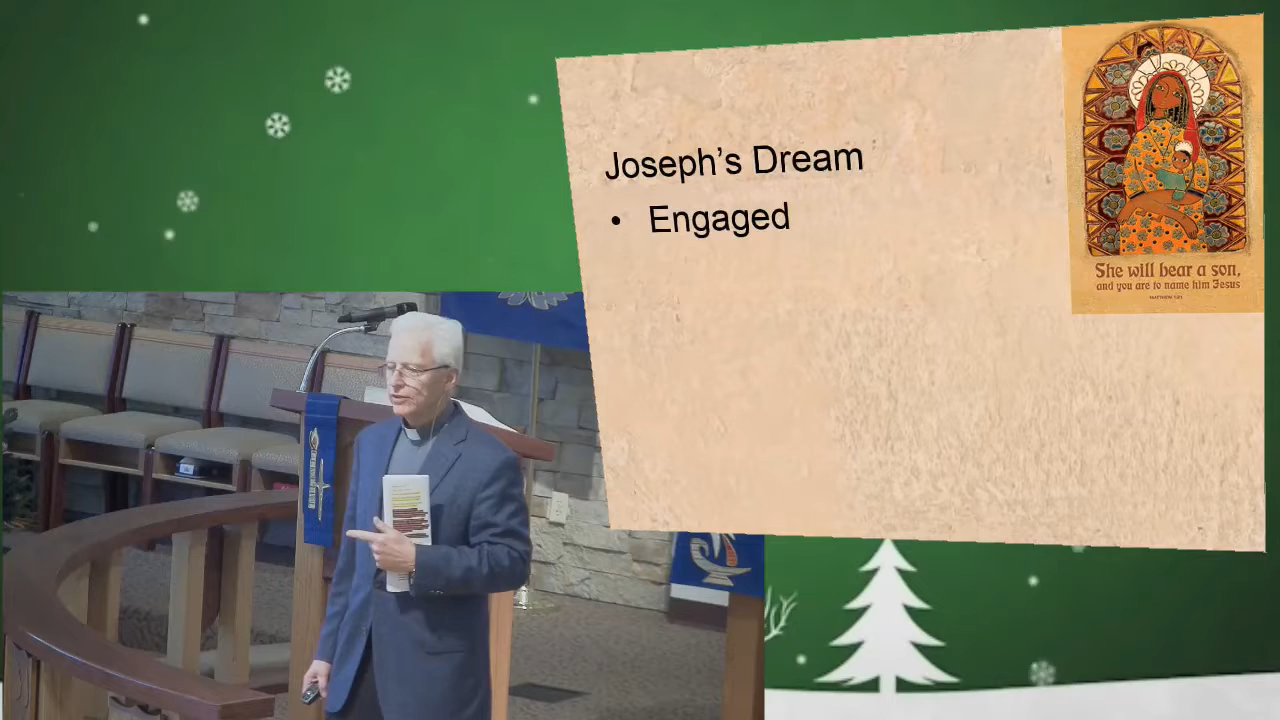 Joseph's Dream
• Engaged
She will bear a son,
and you are to name him Jesus